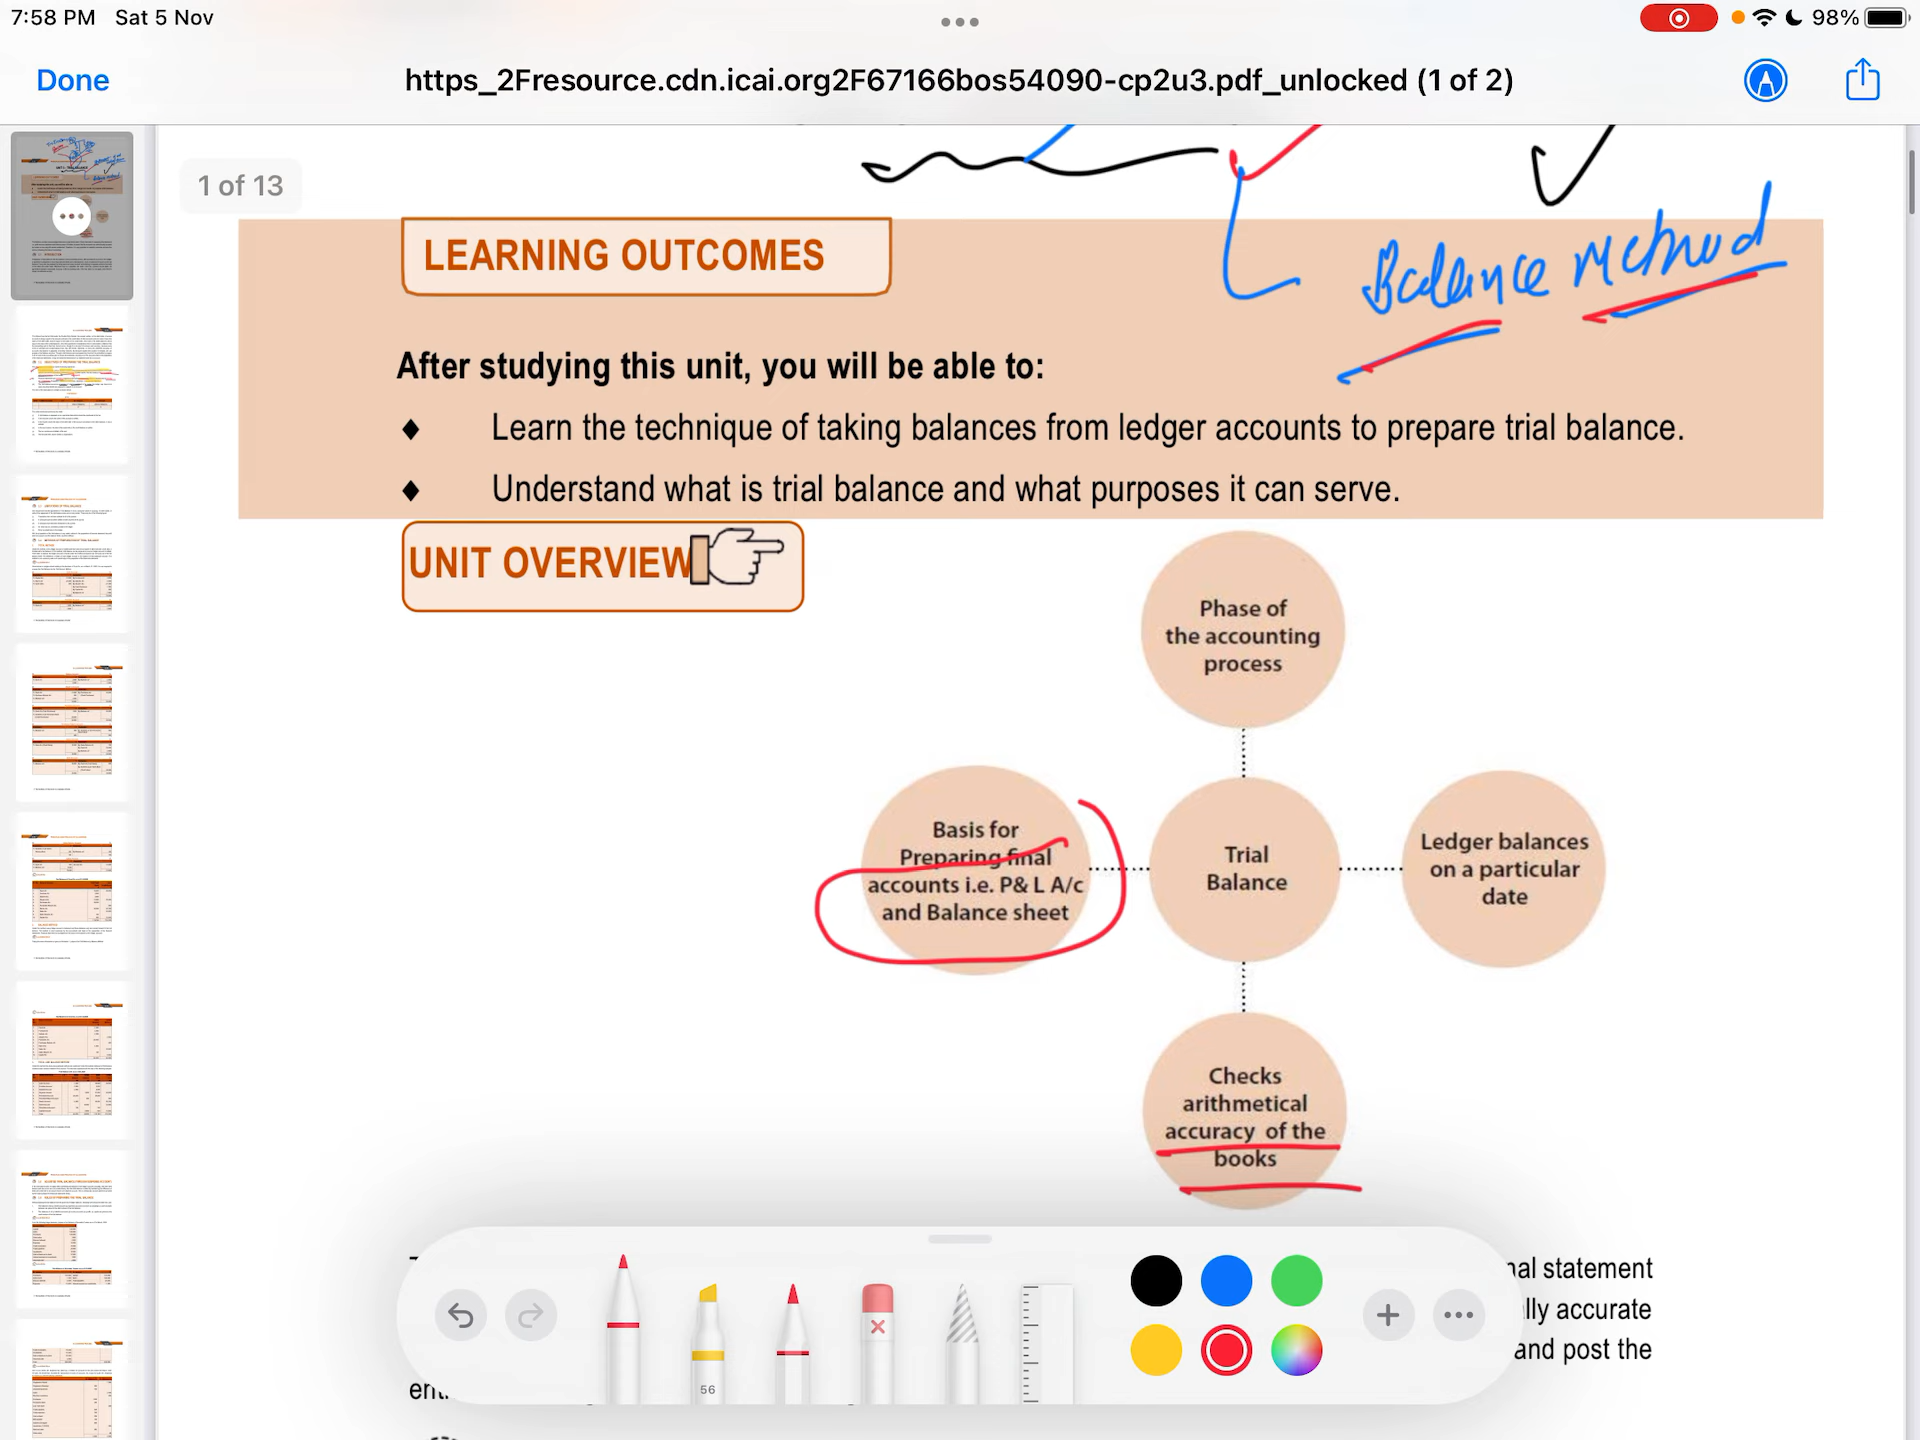 7:58 PM Sat 5 Nov
98%
Done
https_2Fresource.cdn.icai.org2F67166bos54090-cp2u3.pdf_unlocked (1 of 2)
1 of 13
LEARNING OUTCOMES
Balance Method
After studying this unit, you will be able to:
♦ Learn the technique of taking balances from ledger accounts to prepare trial balance.
♦ Understand what is trial balance and what purposes it can serve.
UNIT OVERVIEW
Phase of
the accounting
process
Basis for
Preparing final
accounts i.e. P& L A/c
and Balance sheet
Trial
Balance
Ledger balances
on a particular
date
Checks
arithmetical
accuracy of the
books
statement
accurate
and post the
56